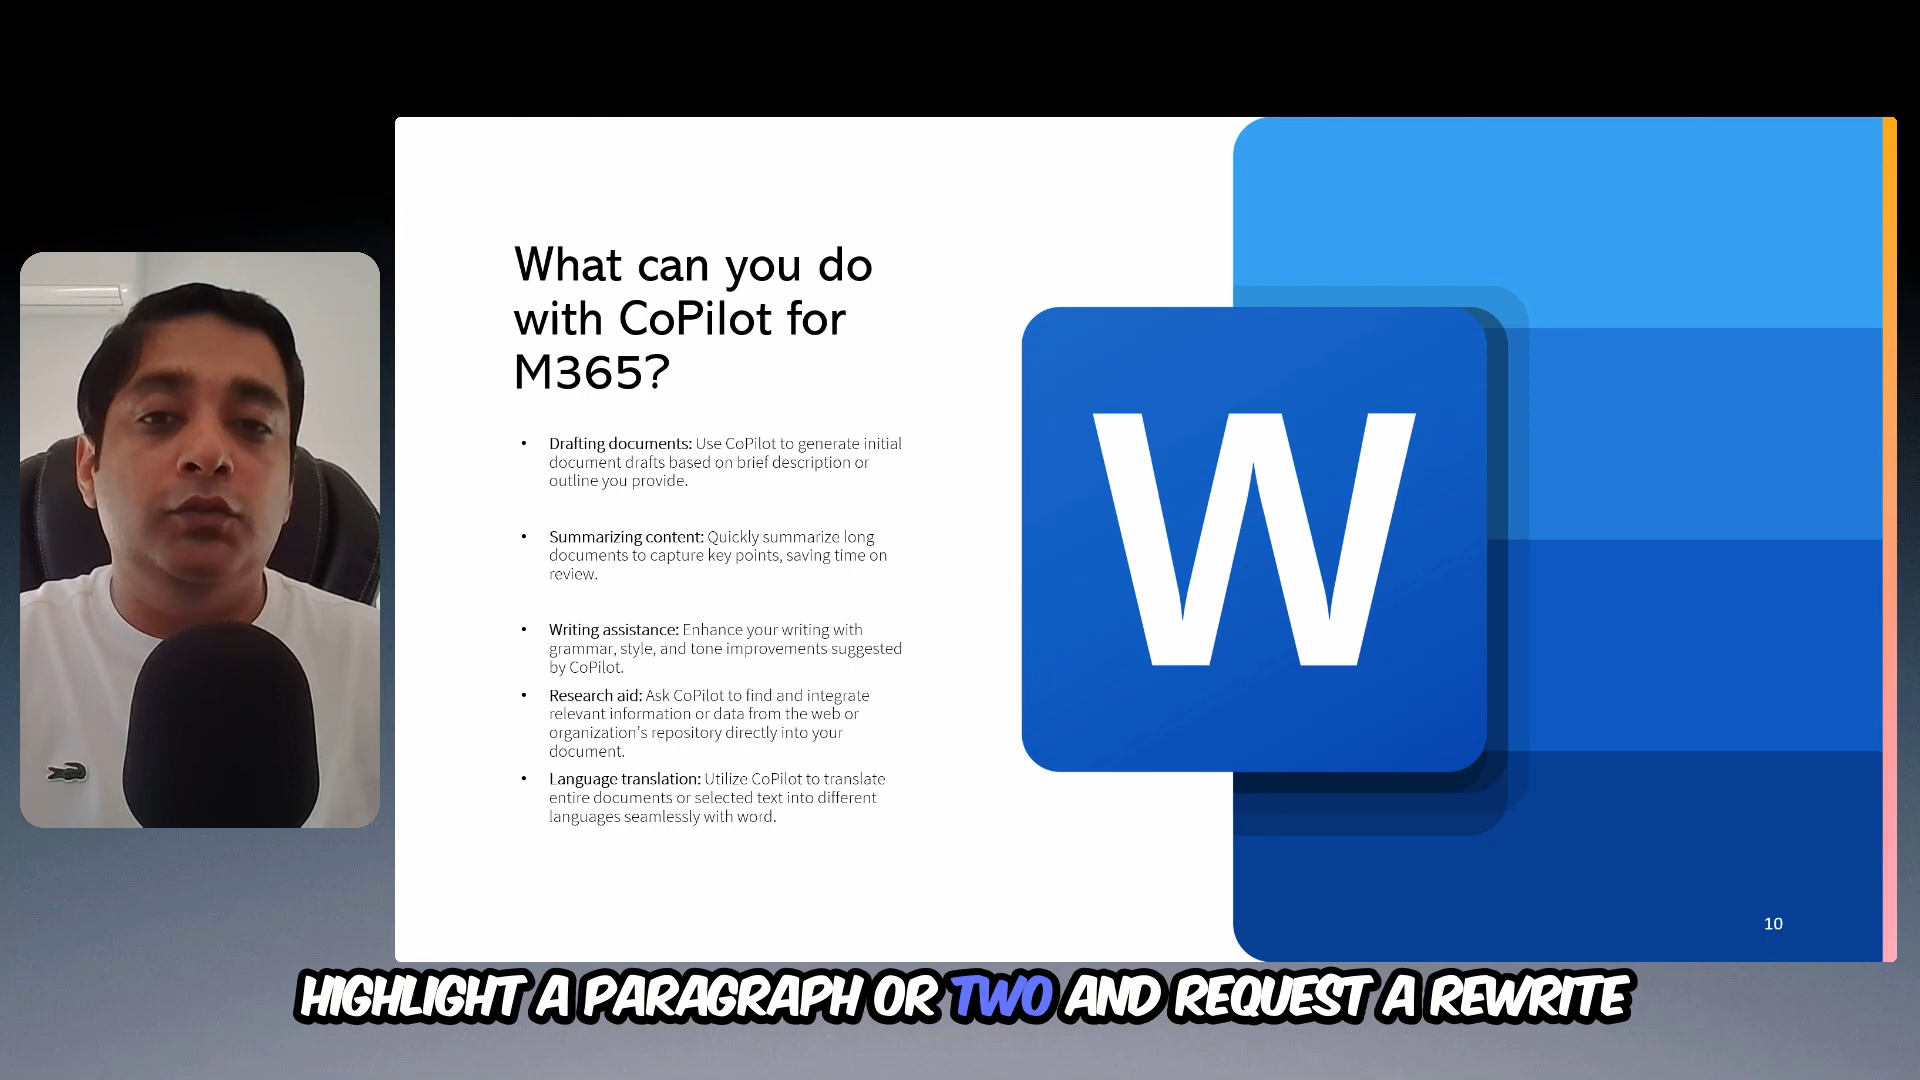 What can you do
with CoPilot for
M365?
• Drafting documents: Use CoPilot to generate initial
document drafts based on brief description or
outline you provide.
• Summarizing content: Quickly summarize long
documents to capture key points, saving time on
review.
• Writing assistance: Enhance your writing with
grammar, style, and tone improvements suggested
by CoPilot.
• Research aid: Ask CoPilot to find and integrate
relevant information or data from the web or
organization's repository directly into your
document.
• Language translation: Utilize CoPilot to translate
entire documents or selected text into different
languages seamlessly with word.
W
10
HIGHLIGHT A PARAGRAPH OR TWO AND REQUEST A REWRITE